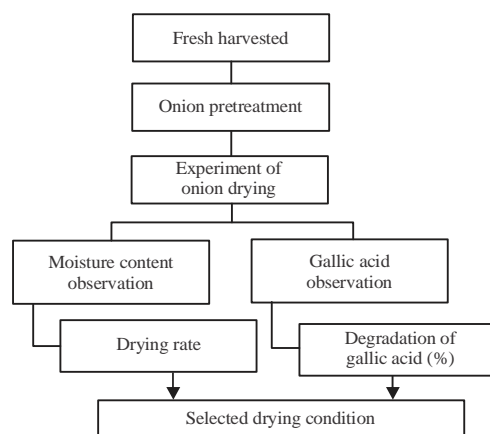 Fresh harvested
Onion pretreatment
Experiment of
onion drying
Moisture content
observation
Gallic acid
observation
Drying rate
Degradation of
gallic acid (%)
Selected drying condition